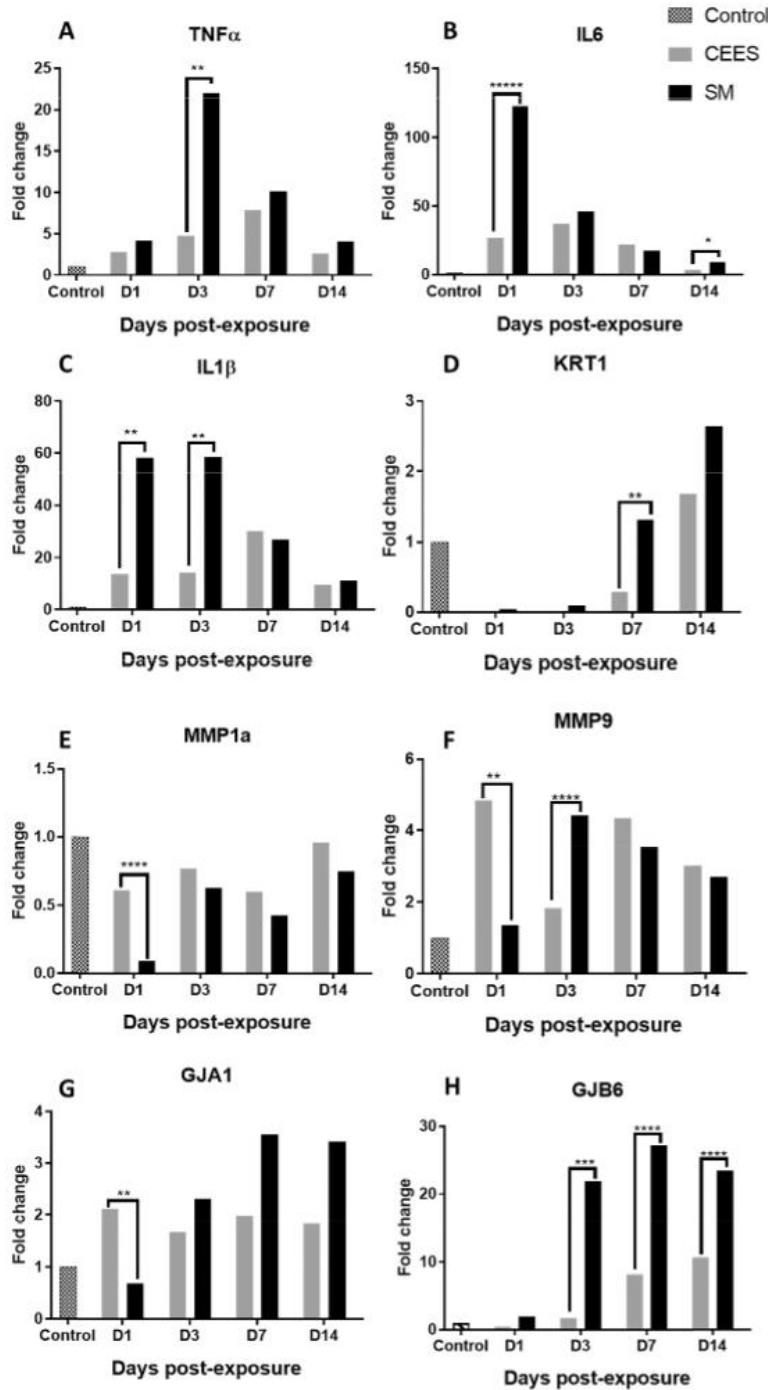 Control
CEES
SM
A
TNFα
Fold change
25
20
15
10
5
0
**
Control D1 D3 D7 D14
Days post-exposure
B
IL6
Fold change
150
100
50
0
*****
*
Control D1 D3 D7 D14
Days post-exposure
C
IL1β
Fold change
80
60
40
20
0
** **
Control D1 D3 D7 D14
Days post-exposure
D
KRT1
Fold change
3
2
1
0
**
Control D1 D3 D7 D14
Days post-exposure
E
MMP1a
Fold change
1.5
1.0
0.5
0.0
****
Control D1 D3 D7 D14
Days post-exposure
F
MMP9
Fold change
6
4
2
0
** ****
Control D1 D3 D7 D14
Days post-exposure
G
GJA1
Fold change
4
3
2
1
0
**
Control D1 D3 D7 D14
Days post-exposure
H
GJB6
Fold change
30
20
10
0
*** **** ****
Control D1 D3 D7 D14
Days post-exposure